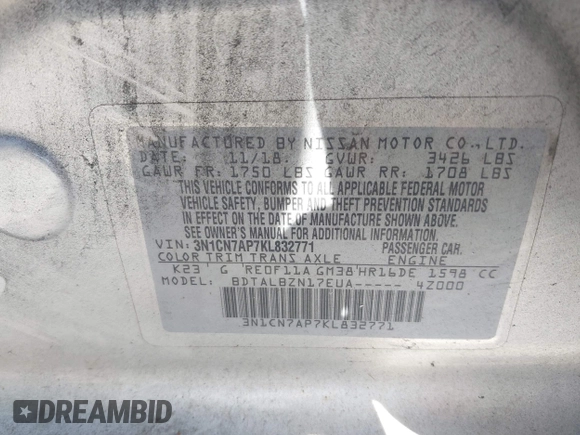 MANUFACTURED BY NISSAN MOTOR CO., LTD.
DATE: 11/18. GVWR: 3426 LBS
GAWR FR: 1750 LBS GAWR RR: 1708 LBS
THIS VEHICLE CONFORMS TO ALL APPLICABLE FEDERAL MOTOR
VEHICLE SAFETY, BUMPER AND THEFT PREVENTION STANDARDS
IN EFFECT ON THE DATE OF MANUFACTURE SHOWN ABOVE.
SEE OWNER'S MANUAL FOR ADDITIONAL INFORMATION.
VIN: 3N1CN7AP7KL832771 PASSENGER CAR.
COLOR TRIM TRANS AXLE ENGINE
K23 G RE0F11A GM38 HR16DE 1598 CC
MODEL: BDTALBZN17EUA----- 4Z000
3N1CN7AP7KL832771
DREAMBID